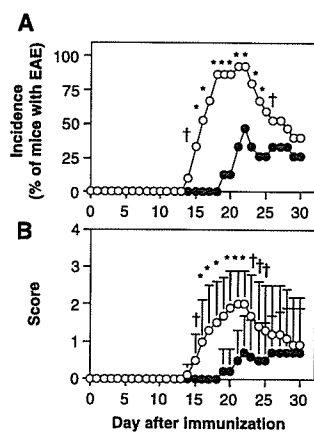 A
Incidence
(% of mice with EAE)
100
75
50
25
0
† * * * * * * * * * * †
0 5 10 15 20 25 30
B
Score
4
3
2
1
0
† * * * * * * * † † †
0 5 10 15 20 25 30
Day after immunization